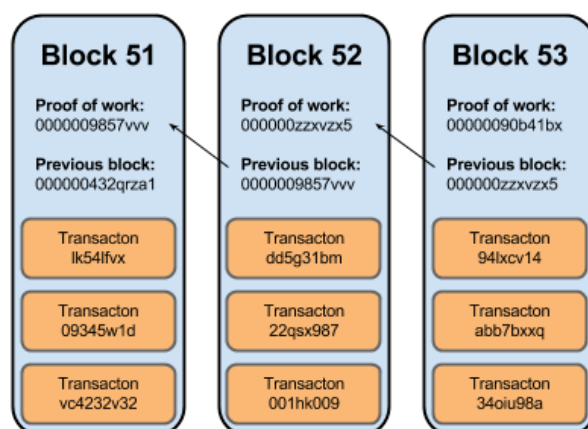 Block 51
Proof of work:
0000009857vvv
Previous block:
000000432qrza1
Transacton
lk54lfvx
Transacton
09345w1d
Transacton
vc4232v32
Block 52
Proof of work:
000000zzxvzx5
Previous block:
0000009857vvv
Transacton
dd5g31bm
Transacton
22qsx987
Transacton
001hk009
Block 53
Proof of work:
00000090b41bx
Previous block:
000000zzxvzx5
Transacton
94lxcv14
Transacton
abb7bxxq
Transacton
34oiu98a